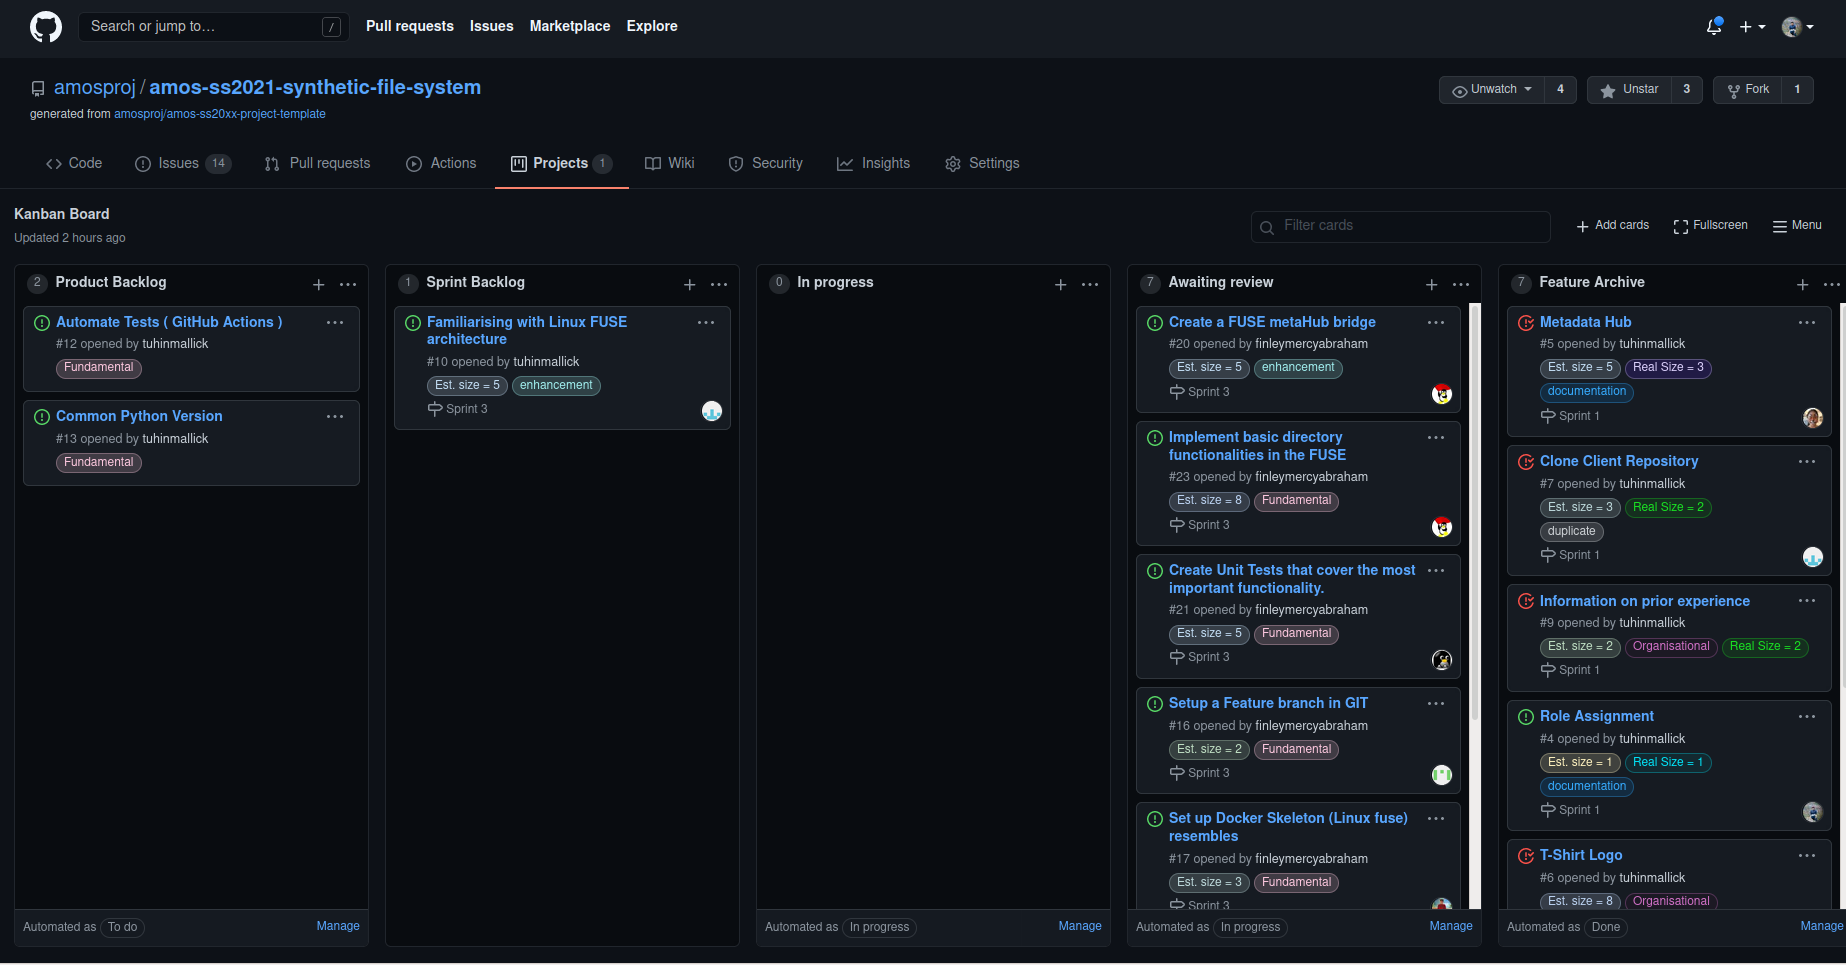 Search or jump to…
/
Pull requests
Issues
Marketplace
Explore
amosproj / amos-ss2021-synthetic-file-system
generated from amosproj/amos-ss20xx-project-template
Unwatch 4
Unstar 3
Fork 1
Code
Issues 14
Pull requests
Actions
Projects 1
Wiki
Security
Insights
Settings
Kanban Board
Updated 2 hours ago
Filter cards
Add cards
Fullscreen
Menu
2 Product Backlog
Automate Tests ( GitHub Actions )
#12 opened by tuhinmallick
Fundamental
Common Python Version
#13 opened by tuhinmallick
Fundamental
Automated as To do
Manage
1 Sprint Backlog
Familiarising with Linux FUSE
architecture
#10 opened by tuhinmallick
Est. size = 5 enhancement
Sprint 3
0 In progress
Automated as In progress
Manage
7 Awaiting review
Create a FUSE metaHub bridge
#20 opened by finleymercyabraham
Est. size = 5 enhancement
Sprint 3
Implement basic directory
functionalities in the FUSE
#23 opened by finleymercyabraham
Est. size = 8 Fundamental
Sprint 3
Create Unit Tests that cover the most
important functionality.
#21 opened by finleymercyabraham
Est. size = 5 Fundamental
Sprint 3
Setup a Feature branch in GIT
#16 opened by finleymercyabraham
Est. size = 2 Fundamental
Sprint 3
Set up Docker Skeleton (Linux fuse)
resembles
#17 opened by finleymercyabraham
Est. size = 3 Fundamental
Sprint 3
Automated as In progress
Manage
7 Feature Archive
Metadata Hub
#5 opened by tuhinmallick
Est. size = 5 Real Size = 3
documentation
Sprint 1
Clone Client Repository
#7 opened by tuhinmallick
Est. size = 3 Real Size = 2
duplicate
Sprint 1
Information on prior experience
#9 opened by tuhinmallick
Est. size = 2 Organisational Real Size = 2
Sprint 1
Role Assignment
#4 opened by tuhinmallick
Est. size = 1 Real Size = 1
documentation
Sprint 1
T-Shirt Logo
#6 opened by tuhinmallick
Est. size = 8 Organisational
Automated as Done
Manage